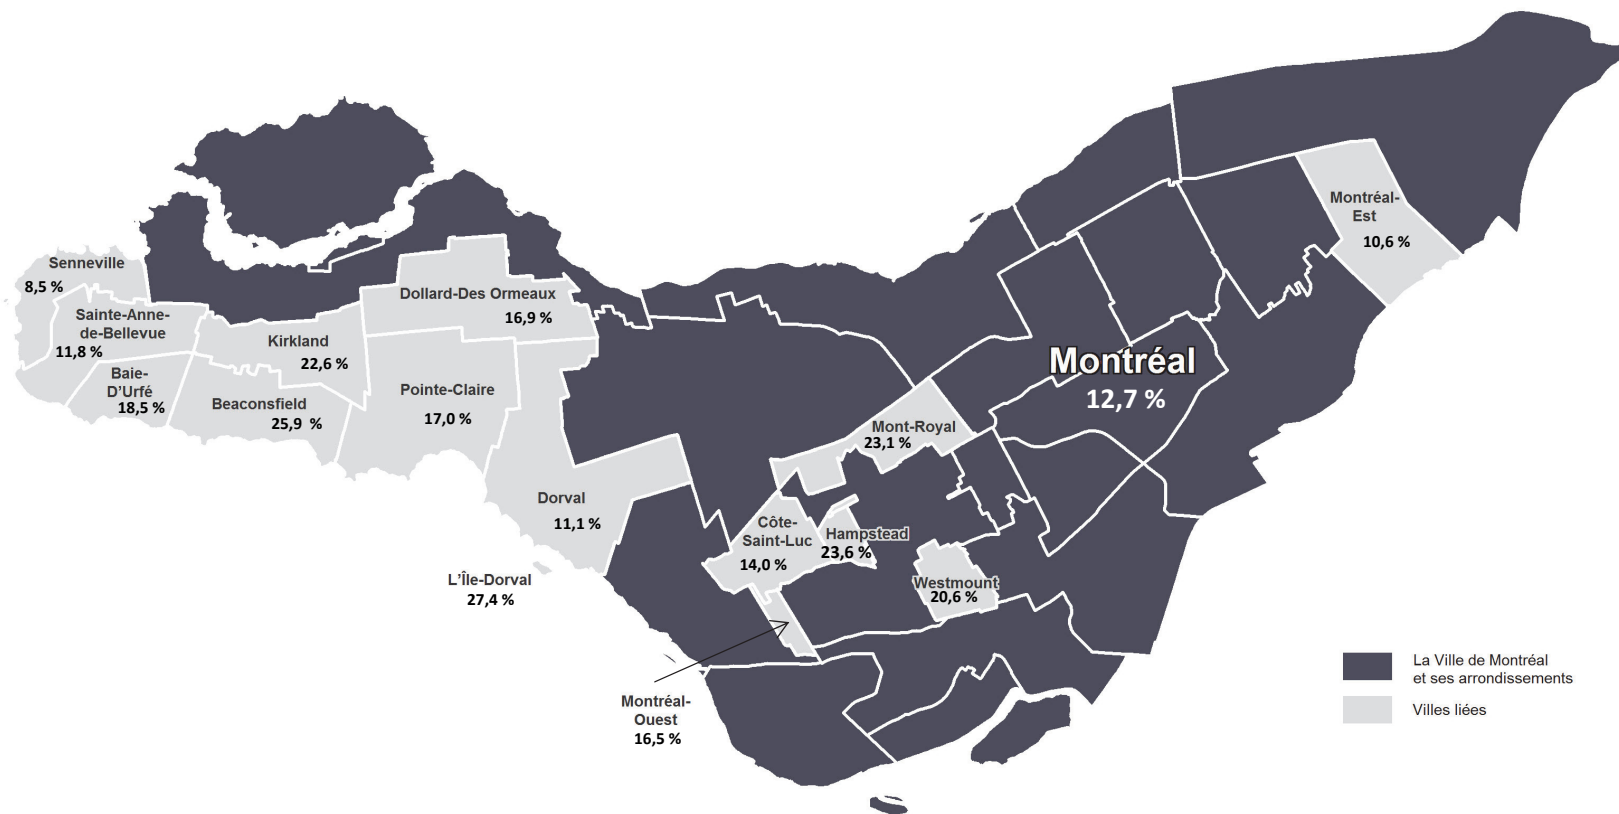 Senneville
8,5 %
Sainte-Anne-
de-Bellevue
11,8 %
Baie-
D'Urfé
18,5 %
Kirkland
22,6 %
Beaconsfield
25,9 %
Dollard-Des Ormeaux
16,9 %
Pointe-Claire
17,0 %
Dorval
11,1 %
L'Île-Dorval
27,4 %
Mont-Royal
23,1 %
Côte-
Saint-Luc
14,0 %
Hampstead
23,6 %
Westmount
20,6 %
Montréal-
Ouest
16,5 %
Montréal
12,7 %
Montréal-
Est
10,6 %
La Ville de Montréal
et ses arrondissements
Villes liées